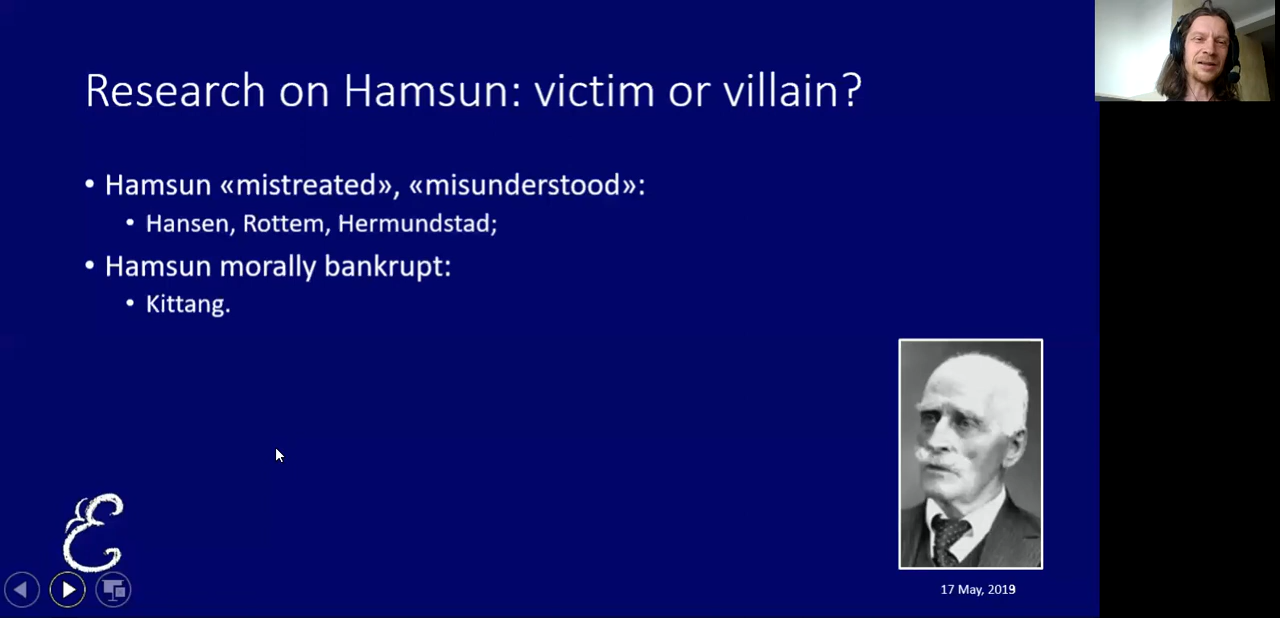 Research on Hamsun: victim or villain?
• Hamsun «mistreated», «misunderstood»:
• Hansen, Rottem, Hermundstad;
• Hamsun morally bankrupt:
• Kittang.
E
17 May, 2019